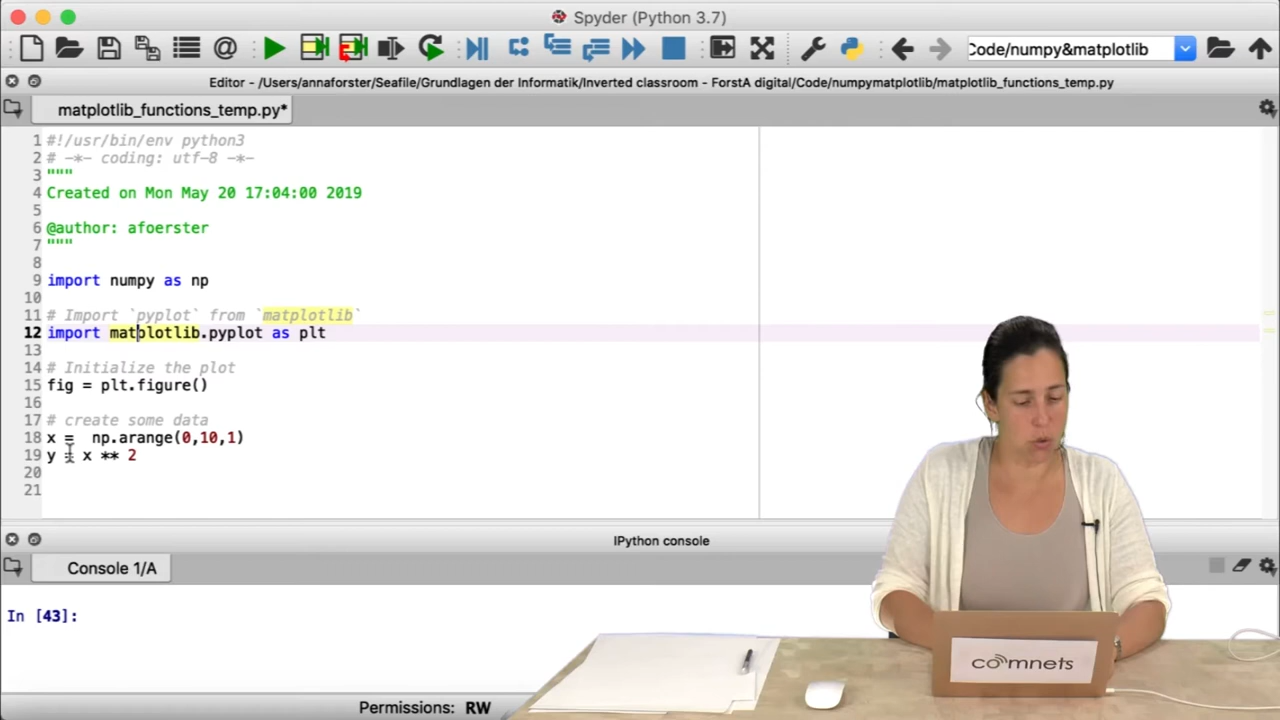 Spyder (Python 3.7)
Code/numpy&matplotlib
Editor - /Users/annaforster/Seafile/Grundlagen der Informatik/Inverted classroom - ForstA digital/Code/numpymatplotlib/matplotlib_functions_temp.py
matplotlib_functions_temp.py*
1 #!/usr/bin/env python3
2 # -*- coding: utf-8 -*-
3 """
4 Created on Mon May 20 17:04:00 2019
5
6 @author: afoerster
7 """
8
9 import numpy as np
10
11 # Import `pyplot` from `matplotlib`
12 import matplotlib.pyplot as plt
13
14 # Initialize the plot
15 fig = plt.figure()
16
17 # create some data
18 x =  np.arange(0,10,1)
19 y = x ** 2
20
21
IPython console
Console 1/A
In [43]:
comnets
Permissions: RW